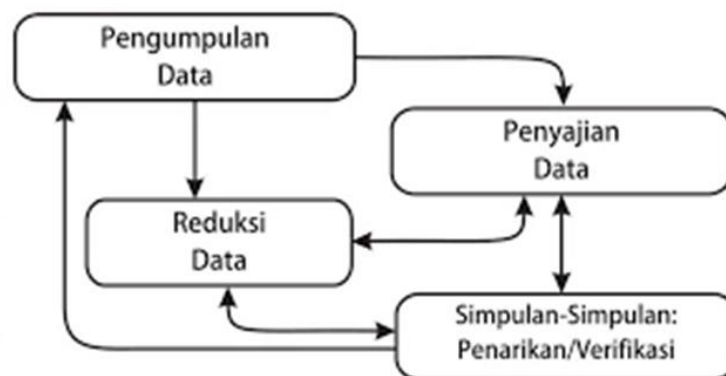 Pengumpulan
Data
Penyajian
Data
Reduksi
Data
Simpulan-Simpulan:
Penarikan/Verifikasi